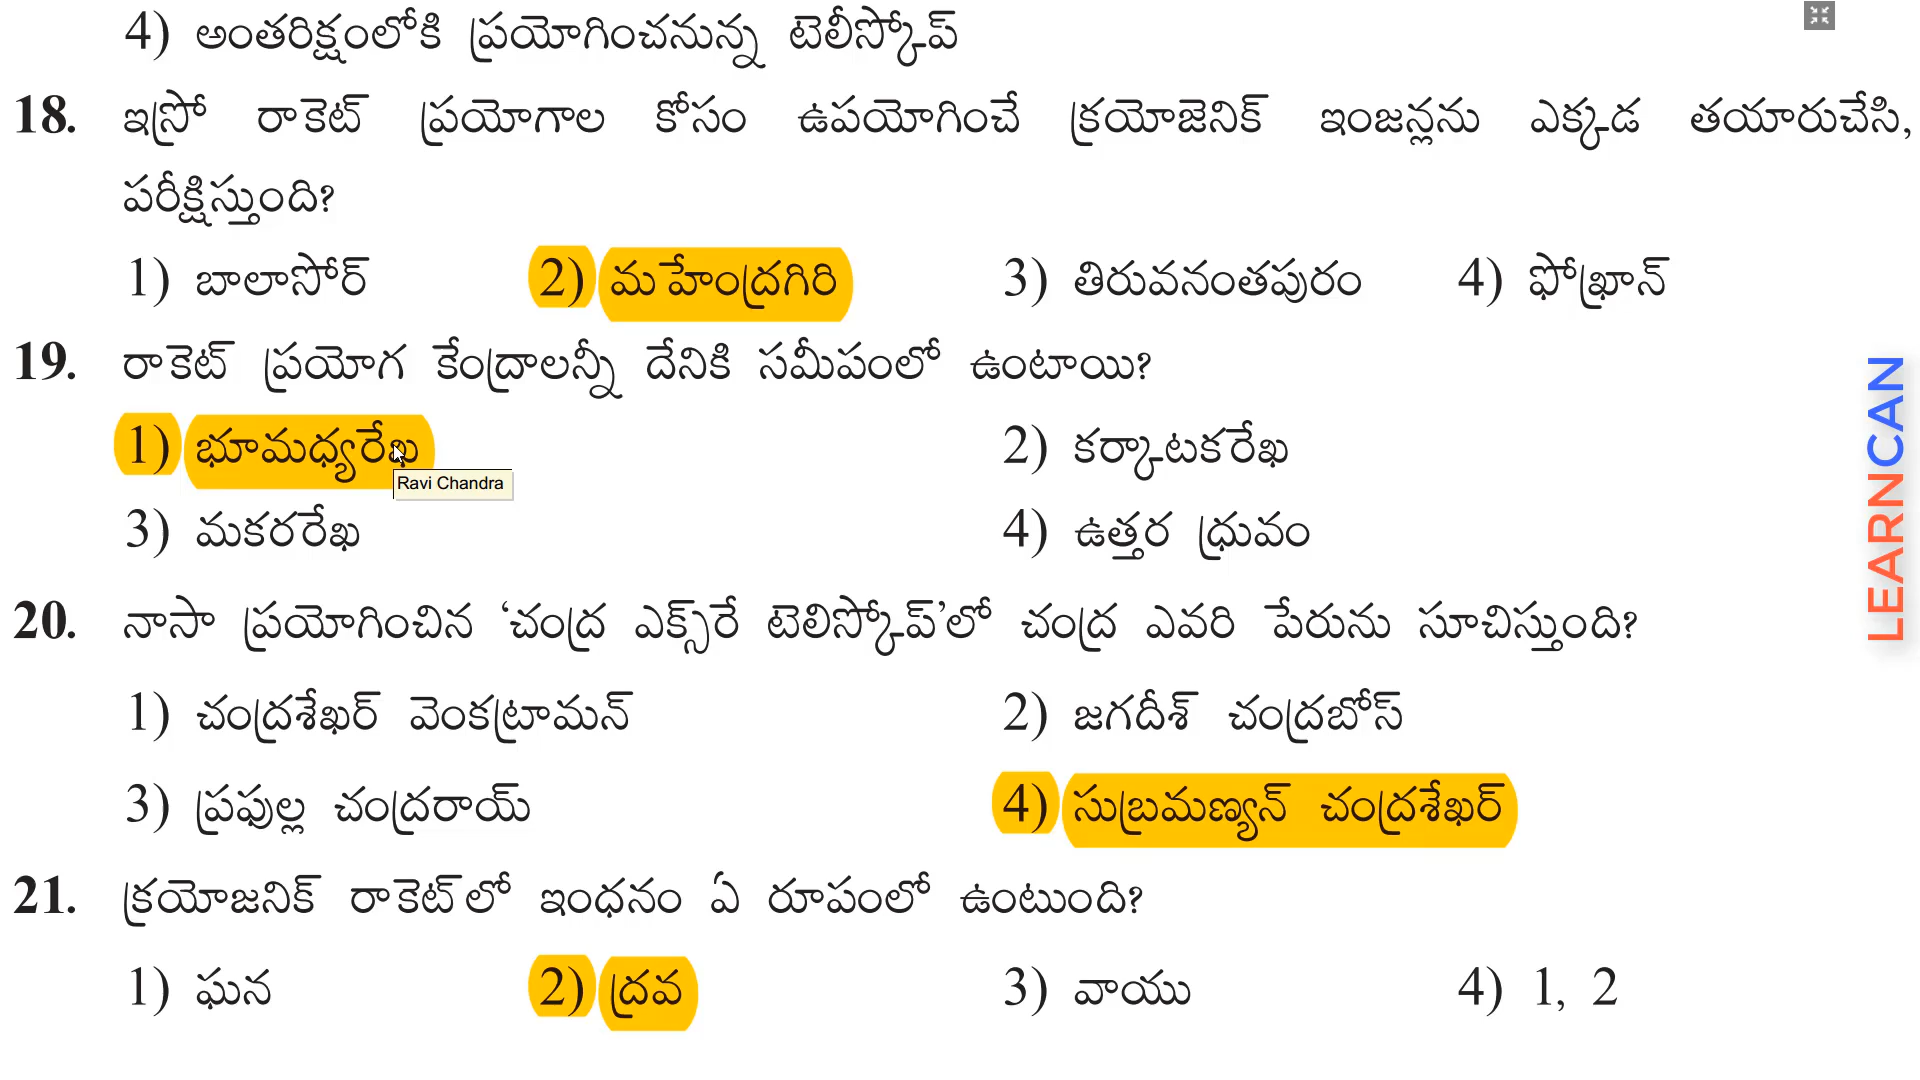 4) అంతరిక్షంలోకి ప్రయోగించనున్న టెలీస్కోప్
18. ఇస్రో రాకెట్ ప్రయోగాల కోసం ఉపయోగించే క్రయోజెనిక్ ఇంజన్లను ఎక్కడ తయారుచేసి,
పరీక్షిస్తుంది?
1) బాలాసోర్ 2) మహేంద్రగిరి 3) తిరువనంతపురం 4) ఫోఖ్రాన్
19. రాకెట్ ప్రయోగ కేంద్రాలన్నీ దేనికి సమీపంలో ఉంటాయి?
1) భూమధ్యరేఖ 2) కర్కాటకరేఖ
Ravi Chandra
3) మకరరేఖ 4) ఉత్తర ధ్రువం
20. నాసా ప్రయోగించిన ‘చంద్ర ఎక్స్‌రే టెలిస్కోప్’లో చంద్ర ఎవరి పేరును సూచిస్తుంది?
1) చంద్రశేఖర్ వెంకట్రామన్ 2) జగదీశ్ చంద్రబోస్
3) ప్రఫుల్ల చంద్రరాయ్ 4) సుబ్రమణ్యన్ చంద్రశేఖర్
21. క్రయోజనిక్ రాకెట్‌లో ఇంధనం ఏ రూపంలో ఉంటుంది?
1) ఘన 2) ద్రవ 3) వాయు 4) 1, 2
LEARNCAN